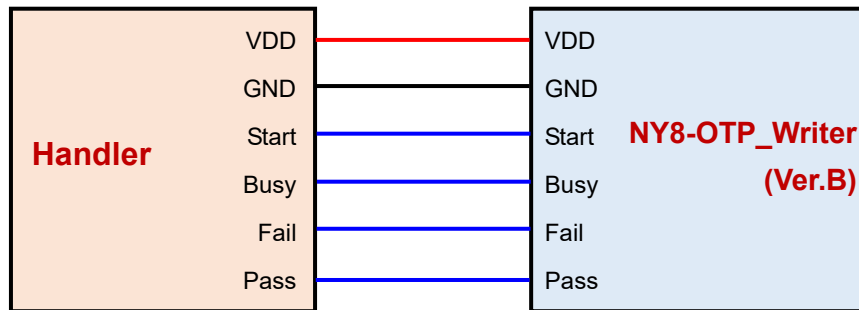 VDD
VDD
GND
GND
Start
Start
NY8-OTP_Writer
Handler
Busy
Busy
(Ver.B)
Fail
Fail
Pass
Pass